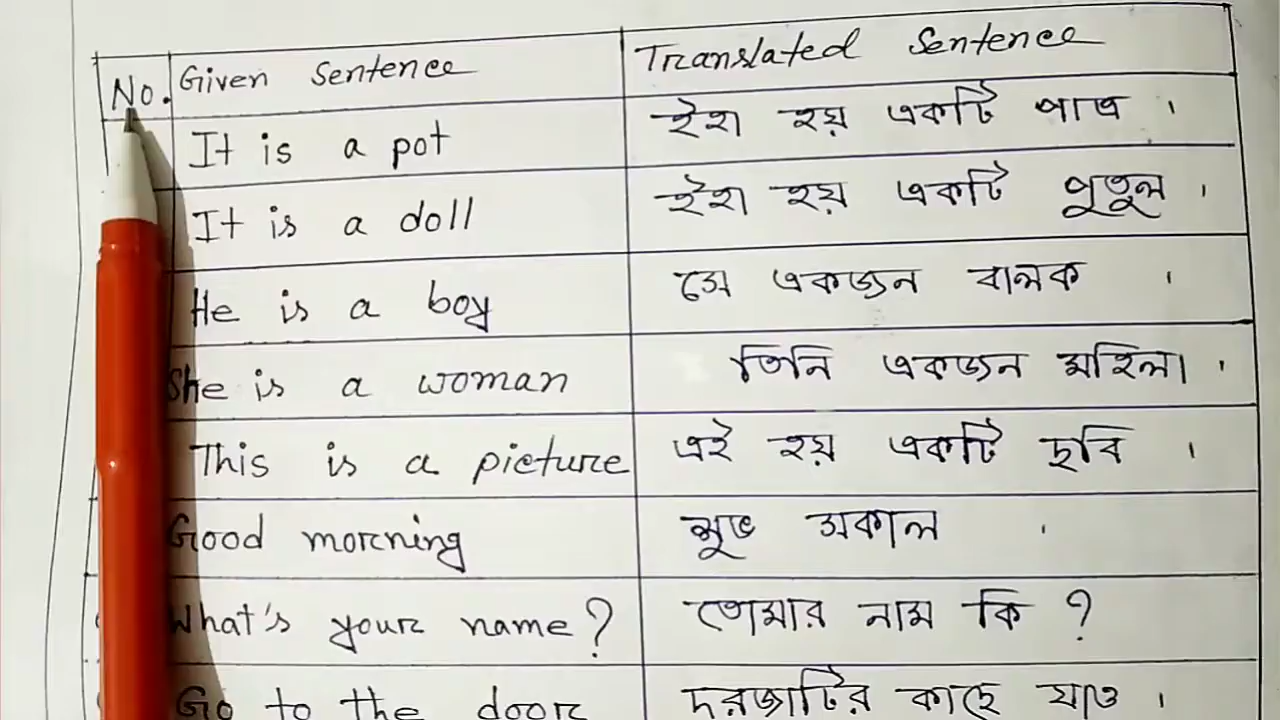 No. Given Sentence Translated Sentence
It is a pot ইহা হয় একটি পাত্র ।
It is a doll ইহা হয় একটি পুতুল ।
He is a boy সে একজন বালক ।
She is a woman তিনি একজন মহিলা ।
This is a picture এই হয় একটি ছবি ।
Good morning শুভ সকাল ।
What's your name? তোমার নাম কি ?
Go to the door দরজাটির কাছে যাও ।